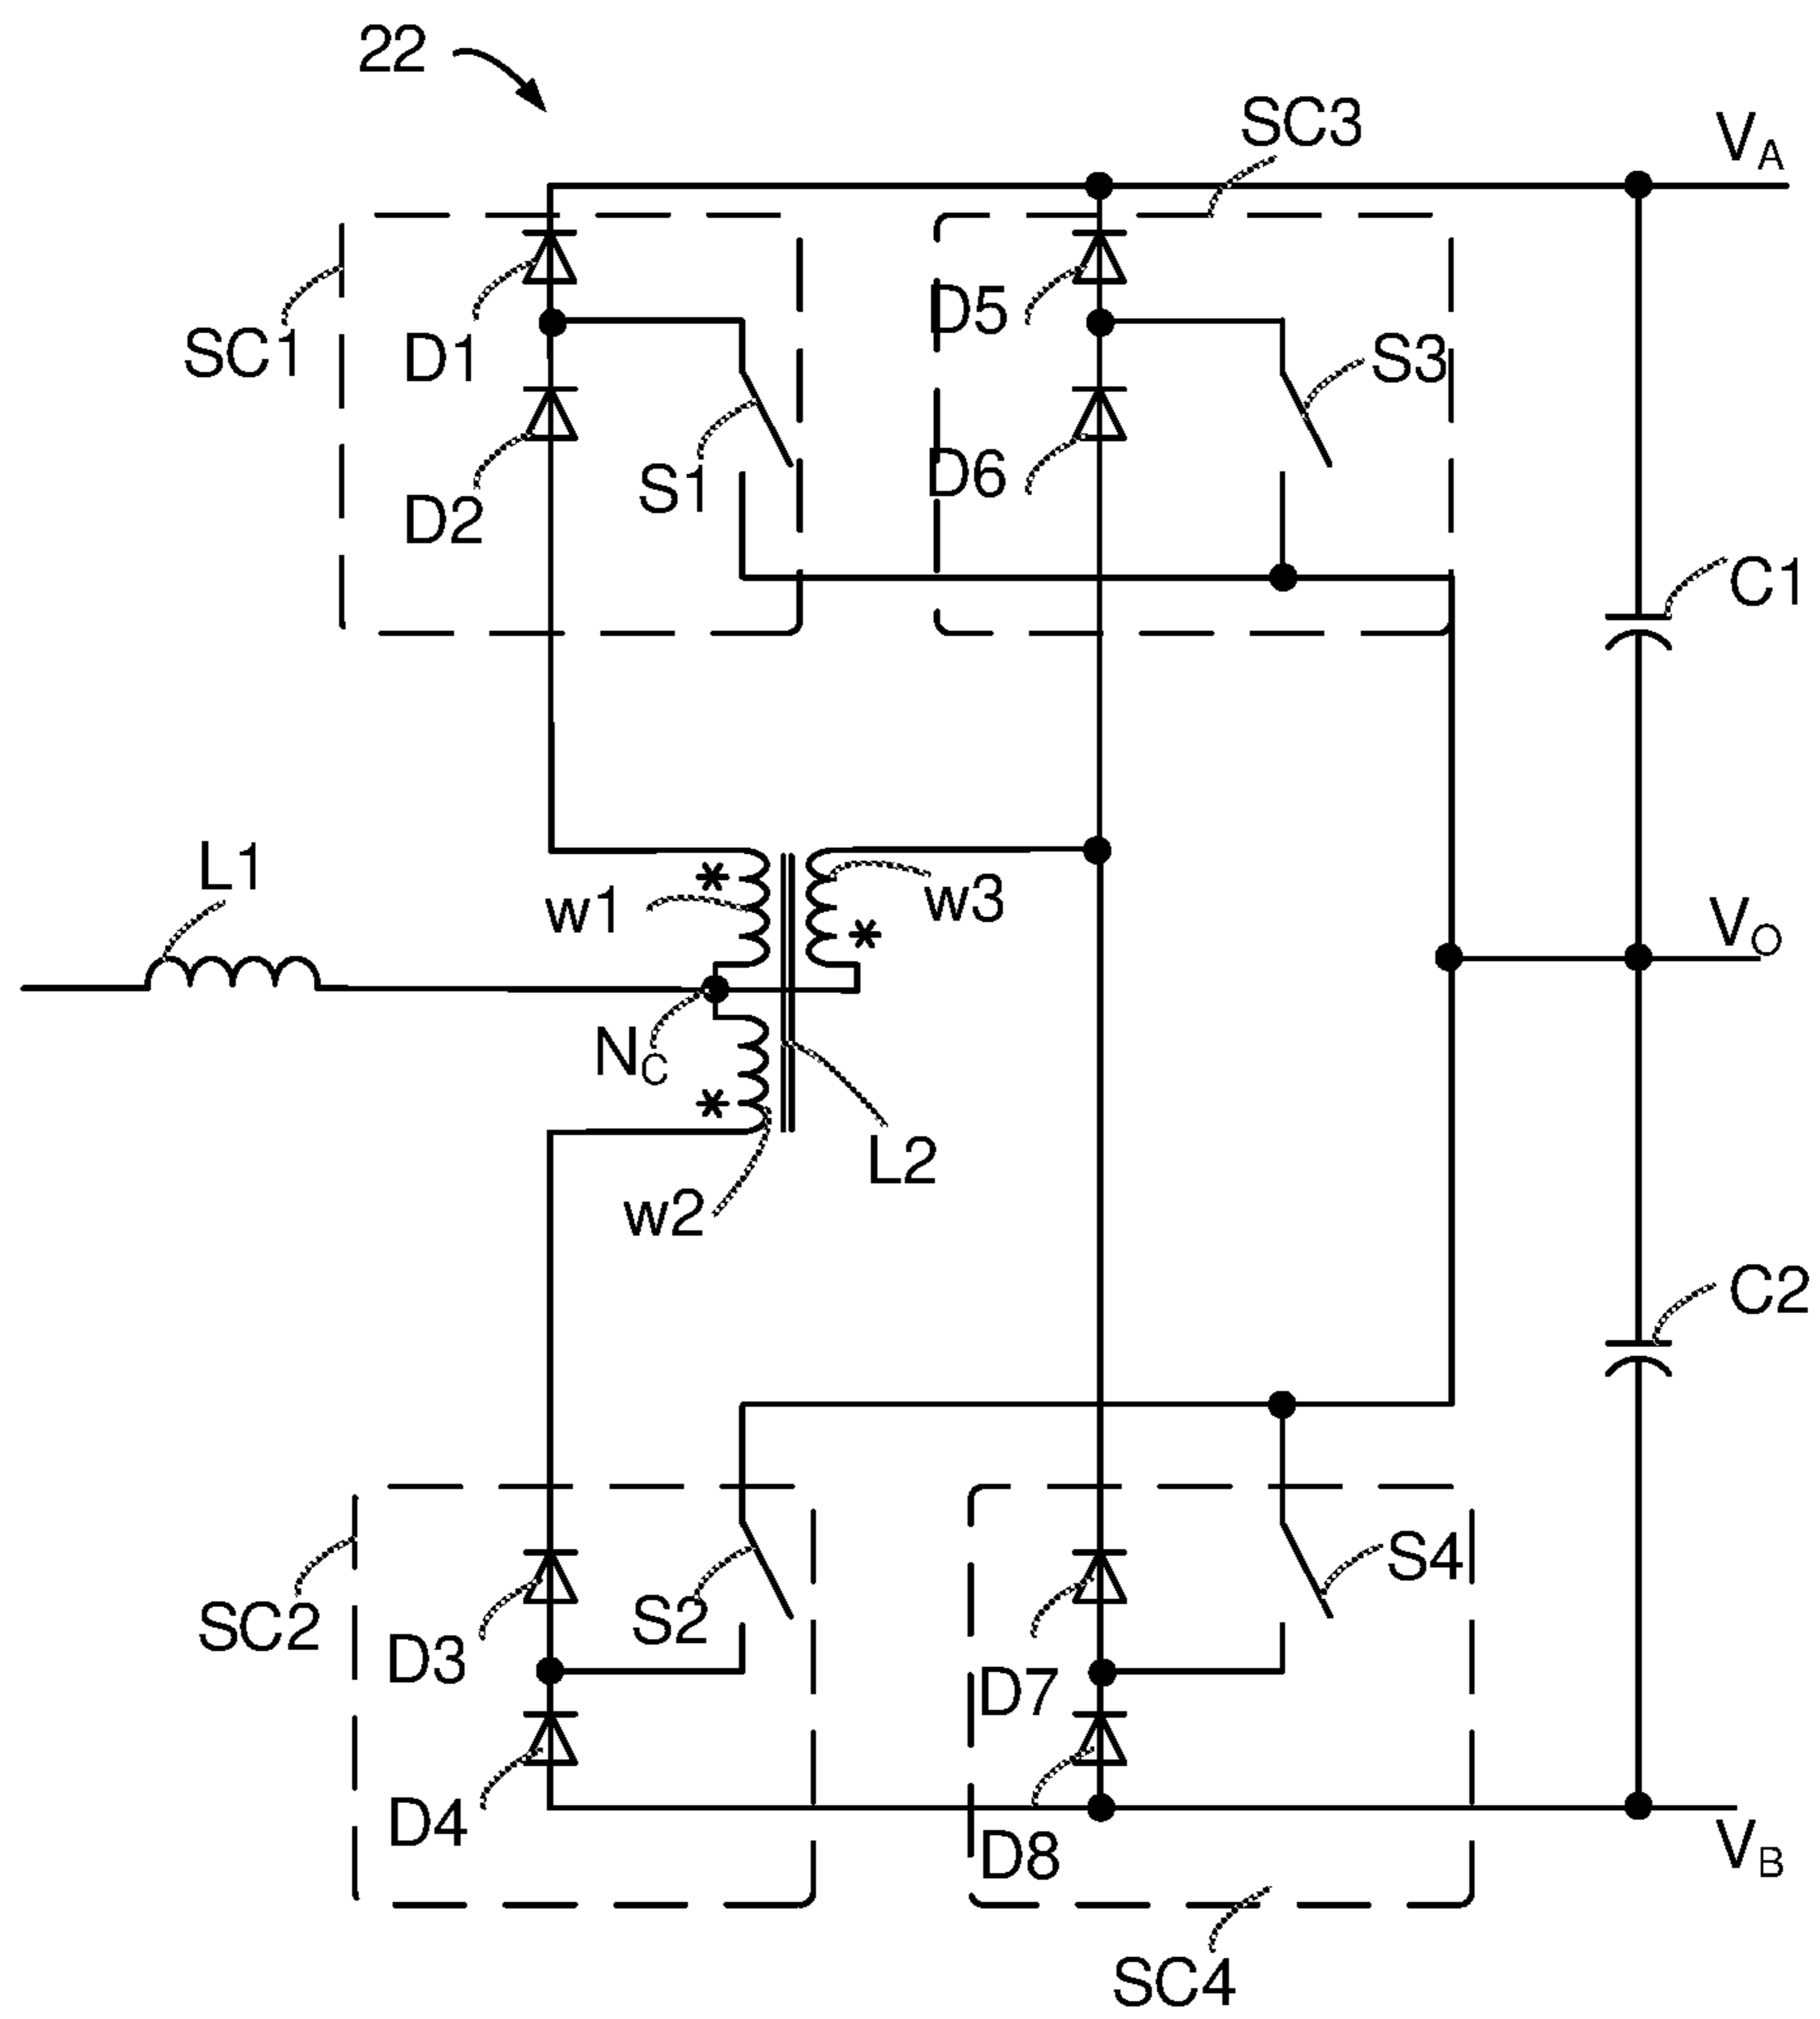 22
SC3
VA
SC1
D1
D5
S3
D2
S1
D6
C1
L1
w1
w3
VO
NC
L2
w2
C2
SC2
D3
S2
D7
S4
D4
D8
VB
SC4